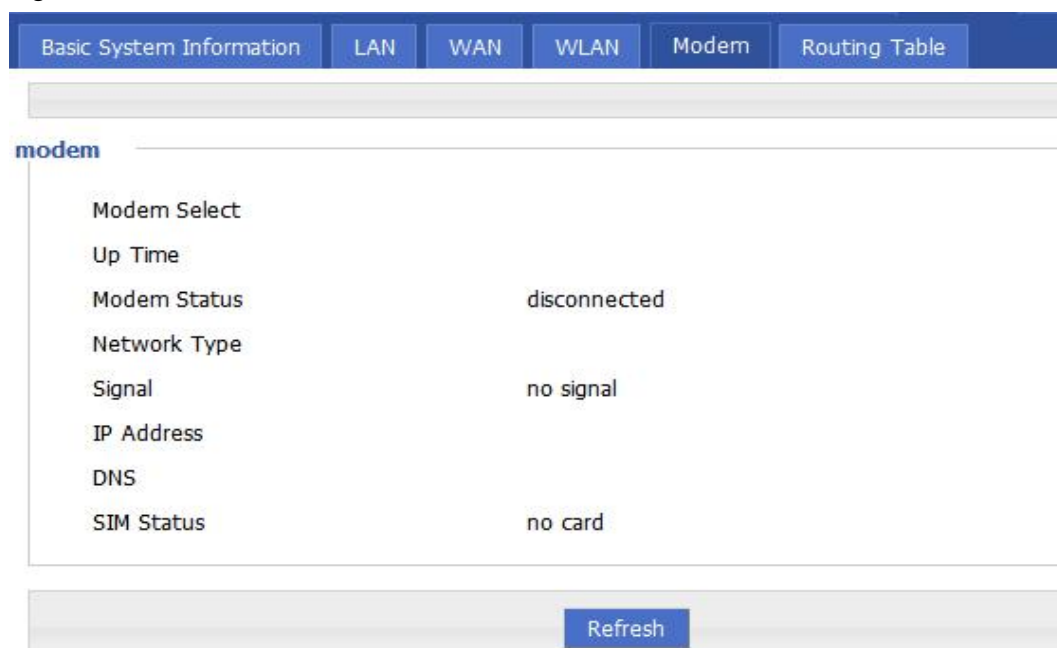 Basic System Information LAN WAN WLAN Modem Routing Table
modem
Modem Select
Up Time
Modem Status disconnected
Network Type
Signal no signal
IP Address
DNS
SIM Status no card
Refresh